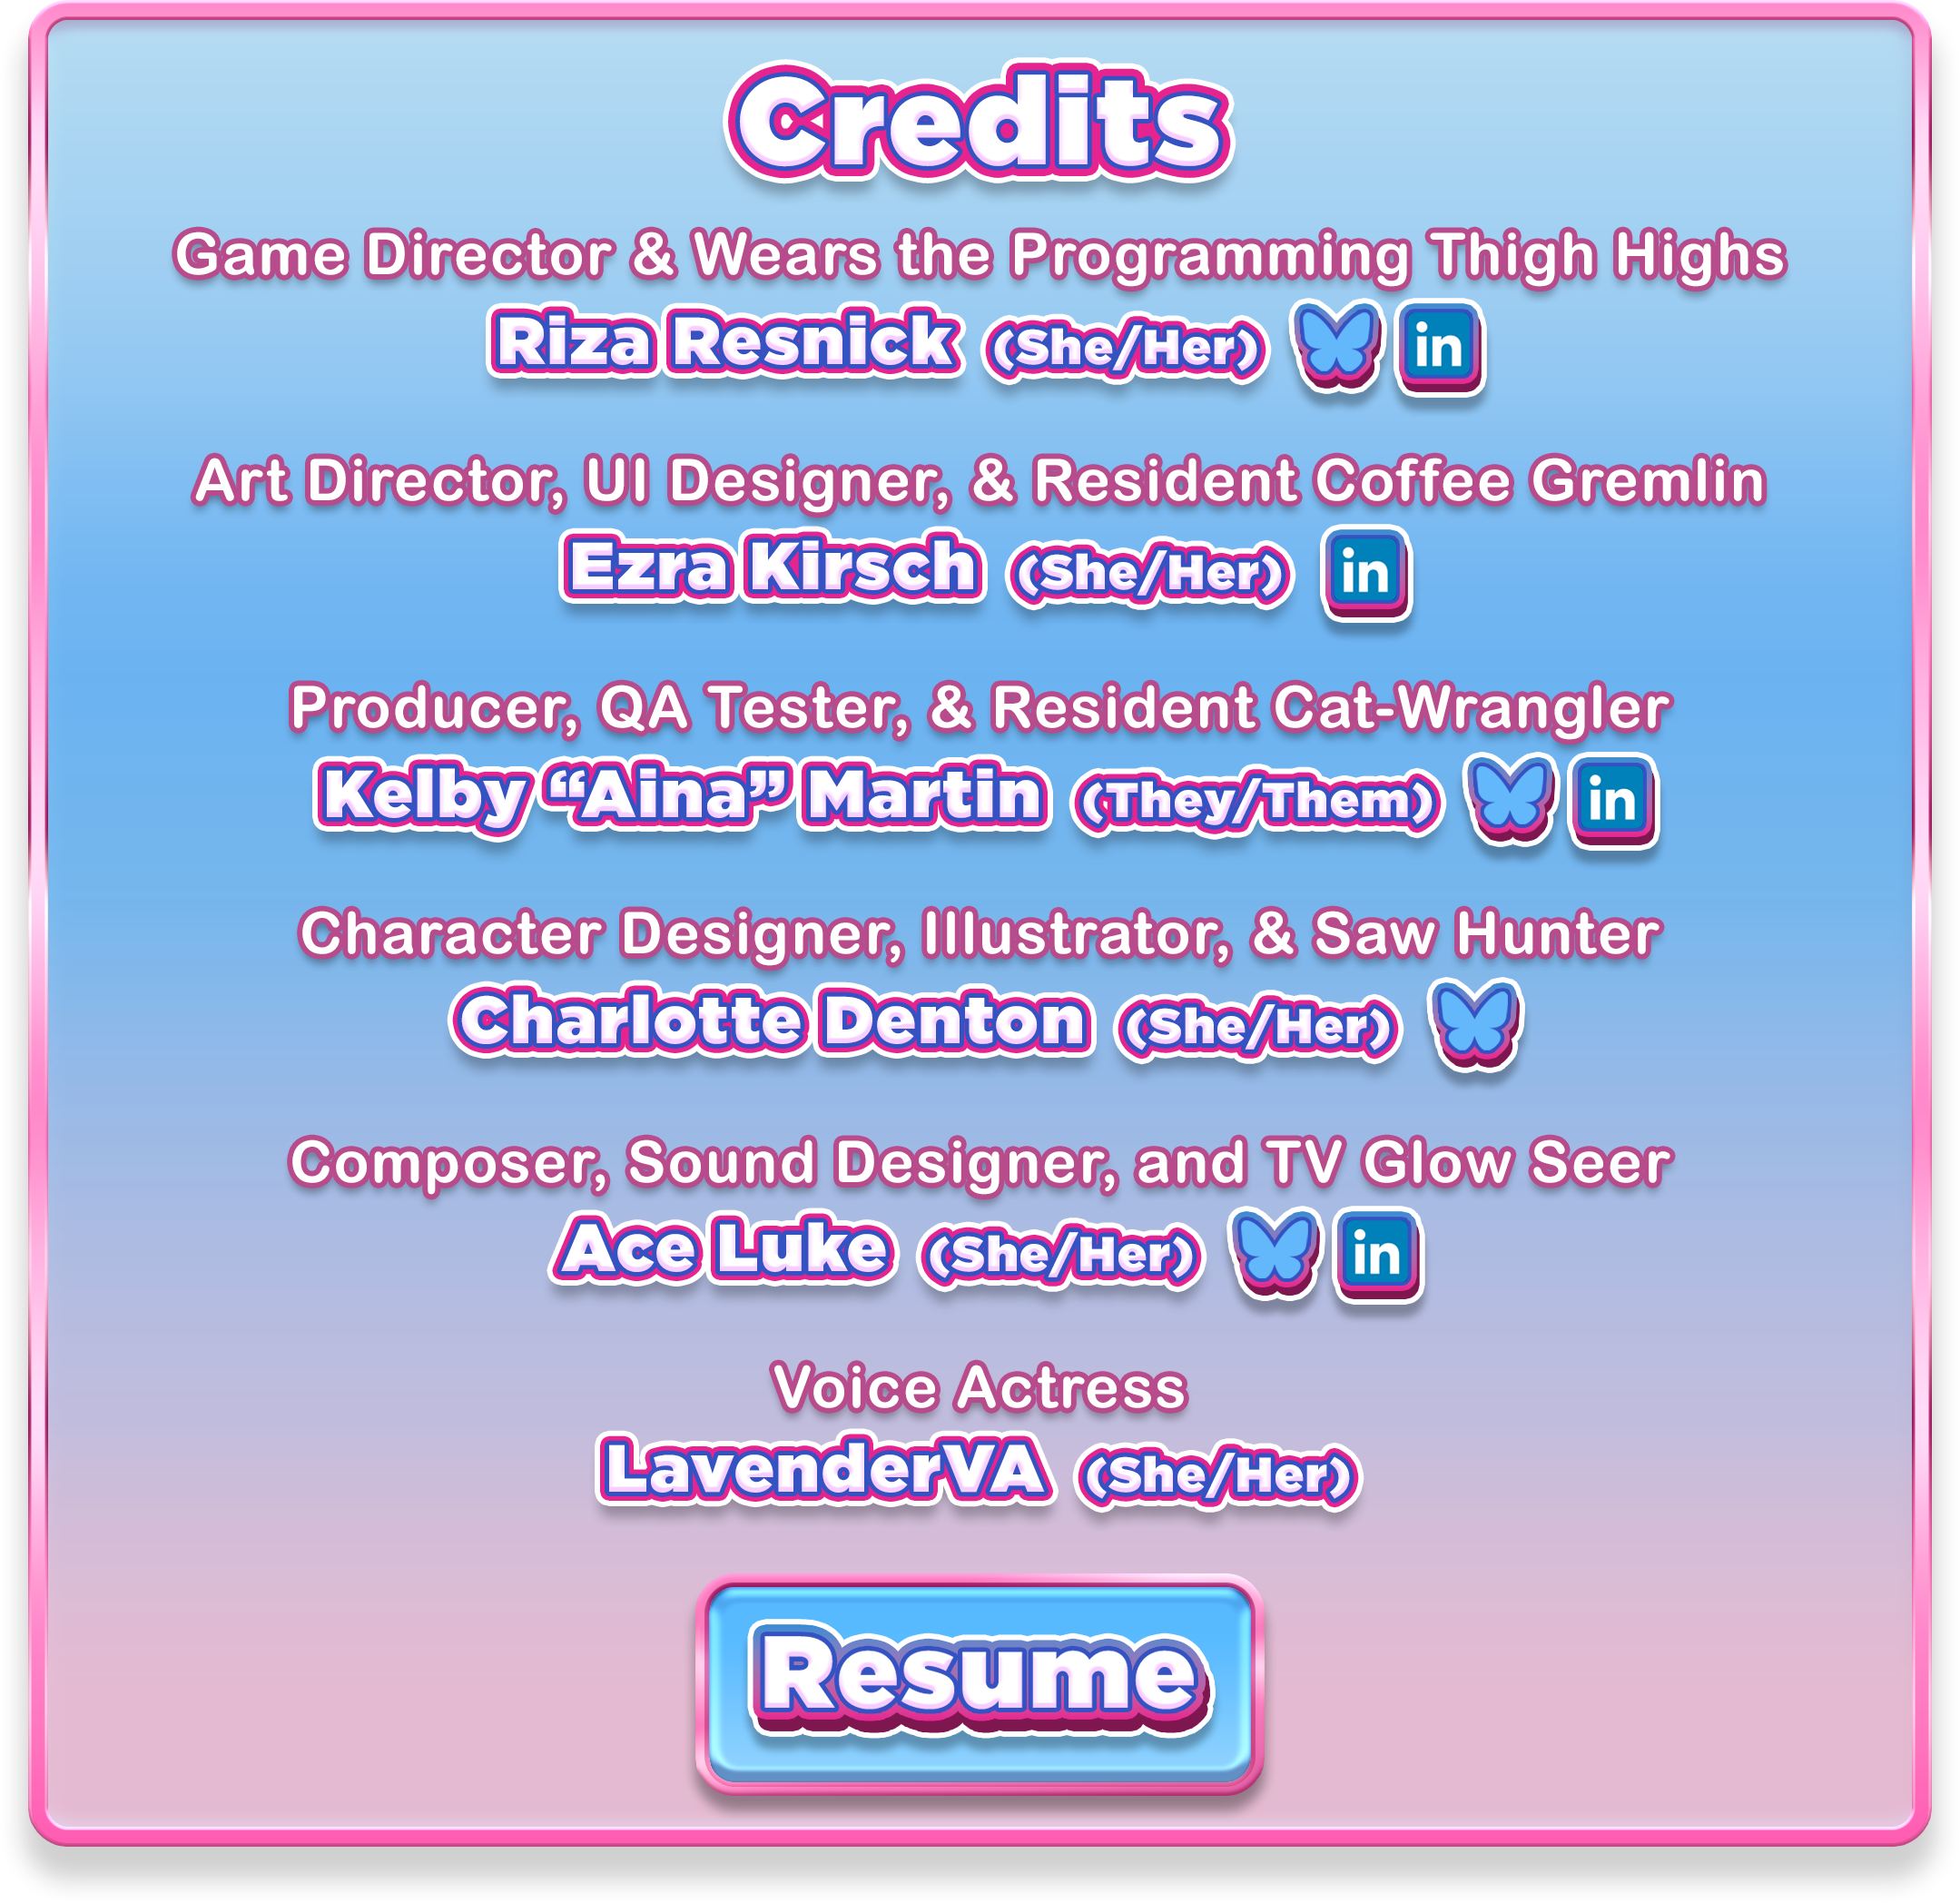 Credits
Game Director & Wears the Programming Thigh Highs
Riza Resnick (She/Her) in
Art Director, UI Designer, & Resident Coffee Gremlin
Ezra Kirsch (She/Her) in
Producer, QA Tester, & Resident Cat-Wrangler
Kelby “Aina” Martin (They/Them) in
Character Designer, Illustrator, & Saw Hunter
Charlotte Denton (She/Her)
Composer, Sound Designer, and TV Glow Seer
Ace Luke (She/Her) in
Voice Actress
LavenderVA (She/Her)
Resume